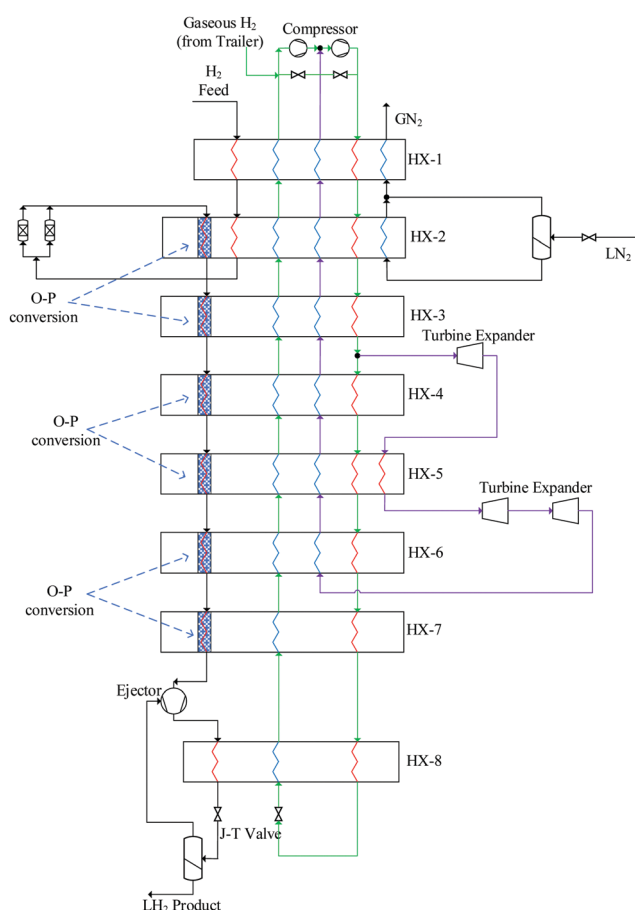 Gaseous H2
(from Trailer)
Compressor
H2
Feed
GN2
HX-1
HX-2
LN2
O-P
conversion
HX-3
Turbine Expander
HX-4
O-P
conversion
HX-5
Turbine Expander
HX-6
O-P
conversion
HX-7
Ejector
HX-8
J-T Valve
LH2 Product